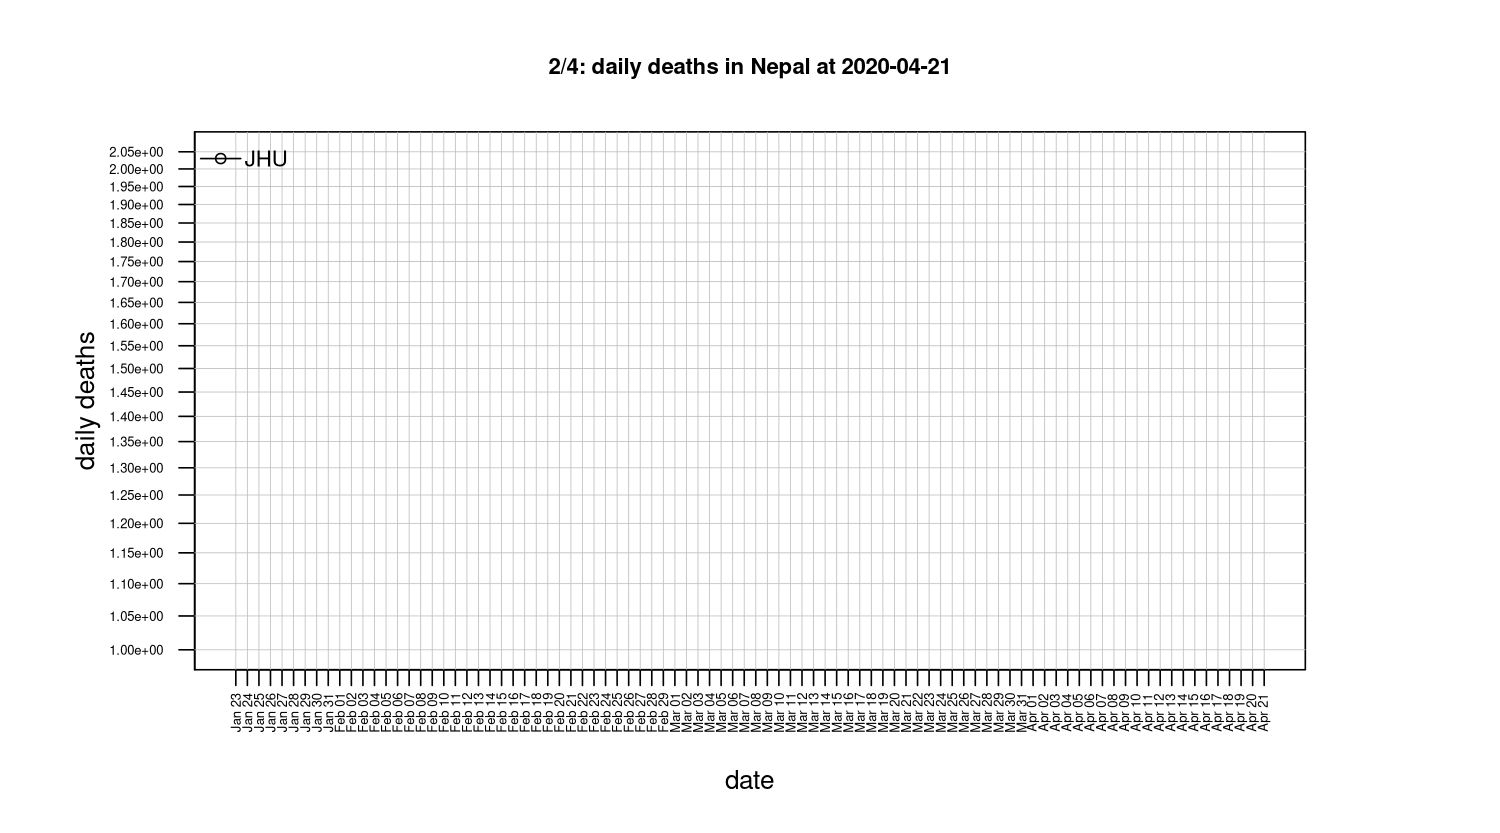 2/4: daily deaths in Nepal at 2020-04-21
JHU
daily deaths
2.05e+00
2.00e+00
1.95e+00
1.90e+00
1.85e+00
1.80e+00
1.75e+00
1.70e+00
1.65e+00
1.60e+00
1.55e+00
1.50e+00
1.45e+00
1.40e+00
1.35e+00
1.30e+00
1.25e+00
1.20e+00
1.15e+00
1.10e+00
1.05e+00
1.00e+00
Jan 23
Jan 24
Jan 25
Jan 26
Jan 27
Jan 28
Jan 29
Jan 30
Jan 31
Feb 01
Feb 02
Feb 03
Feb 04
Feb 05
Feb 06
Feb 07
Feb 08
Feb 09
Feb 10
Feb 11
Feb 12
Feb 13
Feb 14
Feb 15
Feb 16
Feb 17
Feb 18
Feb 19
Feb 20
Feb 21
Feb 22
Feb 23
Feb 24
Feb 25
Feb 26
Feb 27
Feb 28
Feb 29
Mar 01
Mar 02
Mar 03
Mar 04
Mar 05
Mar 06
Mar 07
Mar 08
Mar 09
Mar 10
Mar 11
Mar 12
Mar 13
Mar 14
Mar 15
Mar 16
Mar 17
Mar 18
Mar 19
Mar 20
Mar 21
Mar 22
Mar 23
Mar 24
Mar 25
Mar 26
Mar 27
Mar 28
Mar 29
Mar 30
Mar 31
Apr 01
Apr 02
Apr 03
Apr 04
Apr 05
Apr 06
Apr 07
Apr 08
Apr 09
Apr 10
Apr 11
Apr 12
Apr 13
Apr 14
Apr 15
Apr 16
Apr 17
Apr 18
Apr 19
Apr 20
Apr 21
date